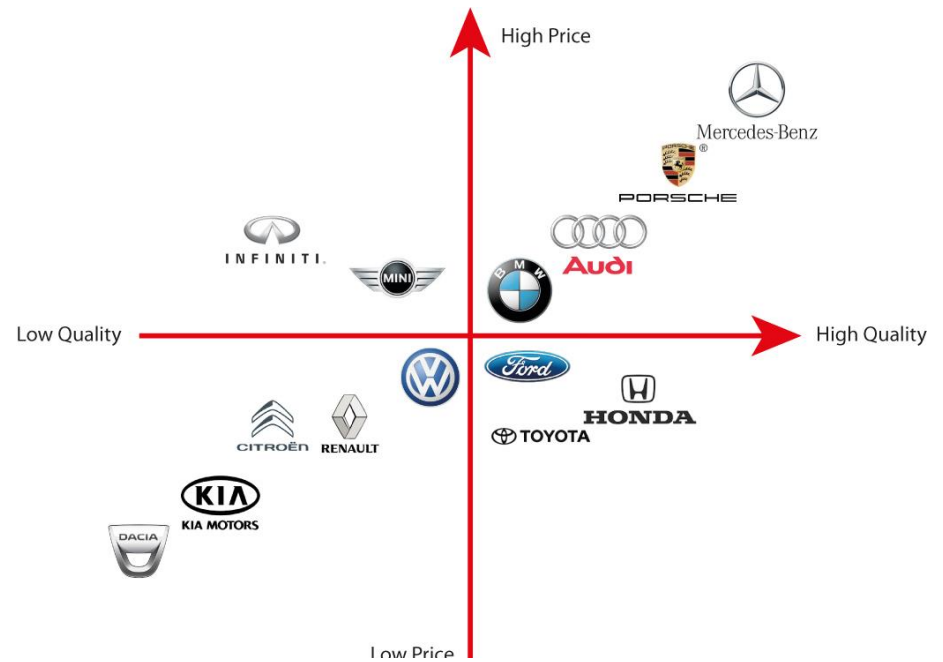 High Price
Mercedes-Benz
®
PORSCHE
INFINITI.
Audi
MINI
BMW
Low Quality
High Quality
Ford
HONDA
TOYOTA
CITROËN
RENAULT
KIA
KIA MOTORS
DACIA
Low Price